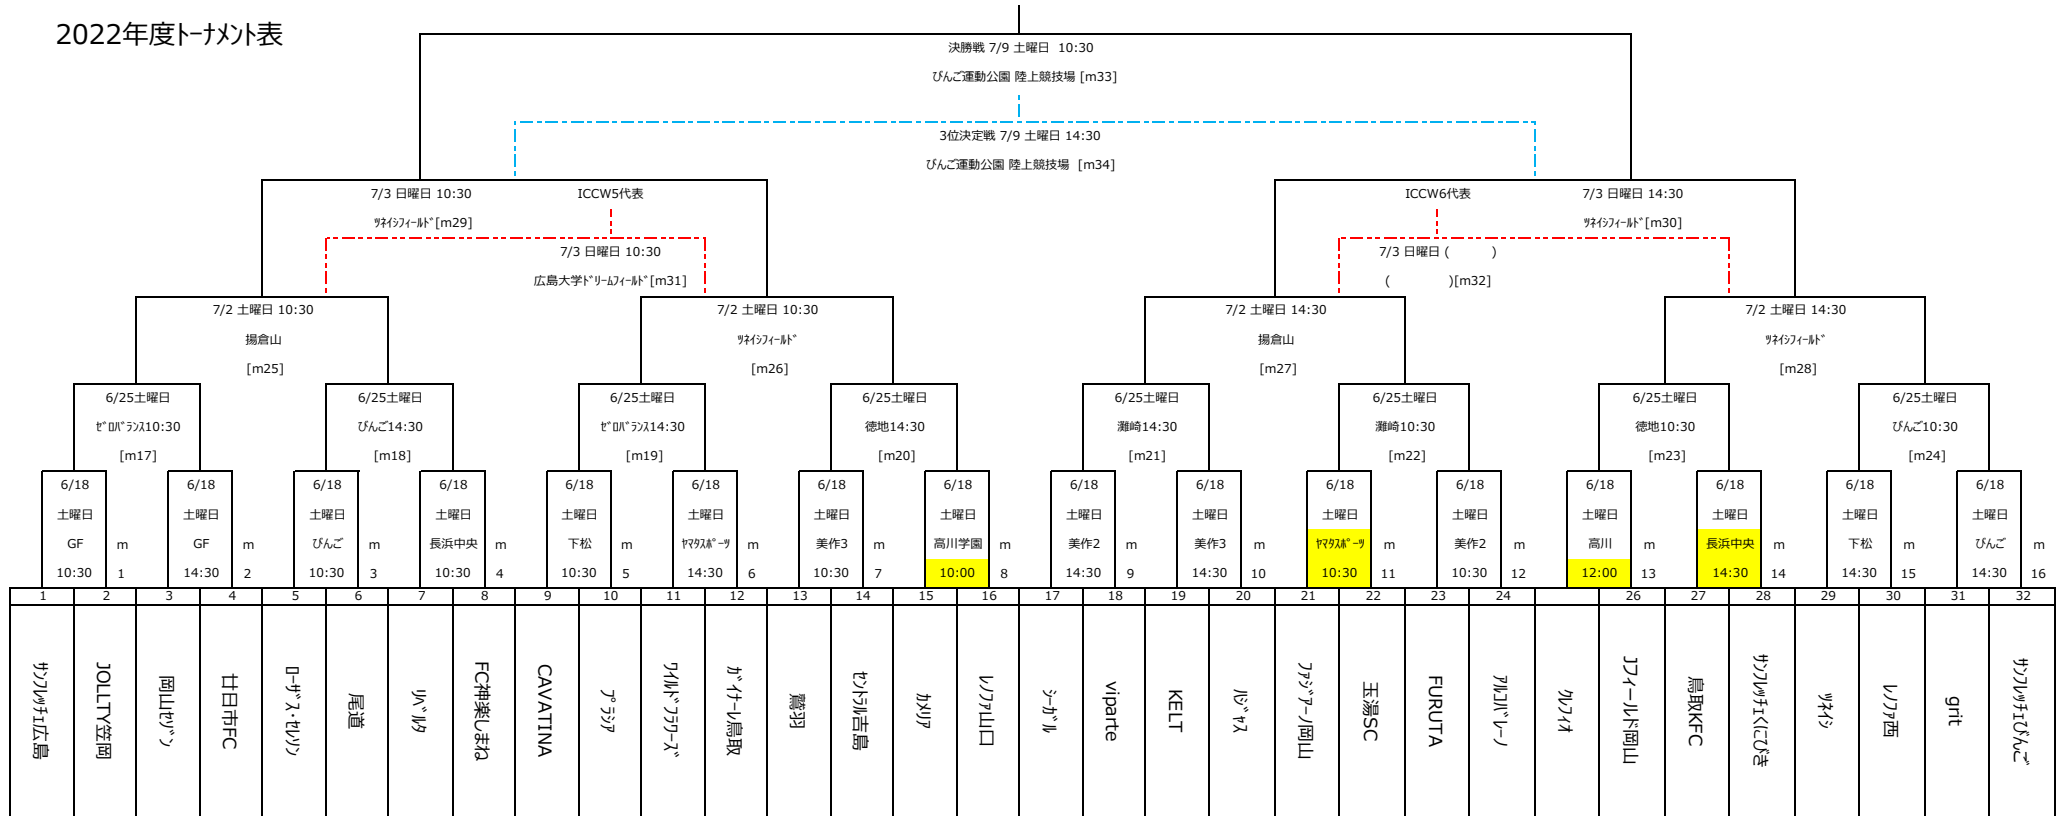 2022年度ﾄｰﾅﾒﾝﾄ表
決勝戦 7/9 土曜日 10:30
びんご運動公園 陸上競技場 [m33]
3位決定戦 7/9 土曜日 14:30
びんご運動公園 陸上競技場 [m34]
7/3 日曜日 10:30 ICCW5代表 ICCW6代表 7/3 日曜日 14:30
ﾂﾈｲｼﾌｨｰﾙﾄﾞ[m29] ﾂﾈｲｼﾌｨｰﾙﾄﾞ[m30]
7/3 日曜日 10:30 7/3 日曜日 ( )
広島大学ﾄﾞﾘｰﾑﾌｨｰﾙﾄﾞ[m31] ( )[m32]
7/2 土曜日 10:30 7/2 土曜日 10:30 7/2 土曜日 14:30 7/2 土曜日 14:30
揚倉山 ﾂﾈｲｼﾌｨｰﾙﾄﾞ 揚倉山 ﾂﾈｲｼﾌｨｰﾙﾄﾞ
[m25] [m26] [m27] [m28]
6/25土曜日 6/25土曜日 6/25土曜日 6/25土曜日 6/25土曜日 6/25土曜日 6/25土曜日 6/25土曜日
ｾﾞﾛﾊﾞﾗﾝｽ10:30 びんご14:30 ｾﾞﾛﾊﾞﾗﾝｽ14:30 徳地14:30 灘崎14:30 灘崎10:30 徳地10:30 びんご10:30
[m17] [m18] [m19] [m20] [m21] [m22] [m23] [m24]
6/18 6/18 6/18 6/18 6/18 6/18 6/18 6/18 6/18 6/18 6/18 6/18 6/18 6/18 6/18 6/18
土曜日 土曜日 土曜日 土曜日 土曜日 土曜日 土曜日 土曜日 土曜日 土曜日 土曜日 土曜日 土曜日 土曜日 土曜日 土曜日
GF m GF m びんご m 長浜中央 m 下松 m ﾔﾏﾀｽﾎﾟｰﾂ m 美作3 m 高川学園 m 美作2 m 美作3 m ﾔﾏﾀｽﾎﾟｰﾂ m 美作2 m 高川 m 長浜中央 m 下松 m びんご m
10:30 1 14:30 2 10:30 3 10:30 4 10:30 5 14:30 6 10:30 7 10:00 8 14:30 9 14:30 10 10:30 11 10:30 12 12:00 13 14:30 14 14:30 15 14:30 16
1 2 3 4 5 6 7 8 9 10 11 12 13 14 15 16 17 18 19 20 21 22 23 24 26 27 28 29 30 31 32
ｻﾝﾌﾚｯﾁｪ広島
JOLLTY笠岡
岡山ｾﾘｿﾞﾝ
廿日市FC
ﾛｰｻﾞｽ・ｾﾚｿﾝ
尾道
ﾘﾍﾞﾙﾀ
FC神楽しまね
CAVATINA
ﾌﾟﾗｼｱ
ﾜｲﾙﾄﾞﾌﾗﾜｰｽﾞ
ｶﾞｲﾅｰﾚ鳥取
鷲羽
ｾﾝﾄﾗﾙ吉島
ｶﾒﾘｱ
ﾚﾉﾌｧ山口
ｼｰｶﾞﾙ
viparte
KELT
ﾊﾞｼﾞｬｽ
ﾌｧｼﾞｱｰﾉ岡山
玉湯SC
FURUTA
ｱﾙｺﾊﾞﾚｰﾉ
ｸﾙﾌｨｵ
Jﾌｨｰﾙﾄﾞ岡山
鳥取KFC
ｻﾝﾌﾚｯﾁｪくにびき
ﾂﾈｲｼ
ﾚﾉﾌｧ西
grit
ｻﾝﾌﾚｯﾁｪびんご